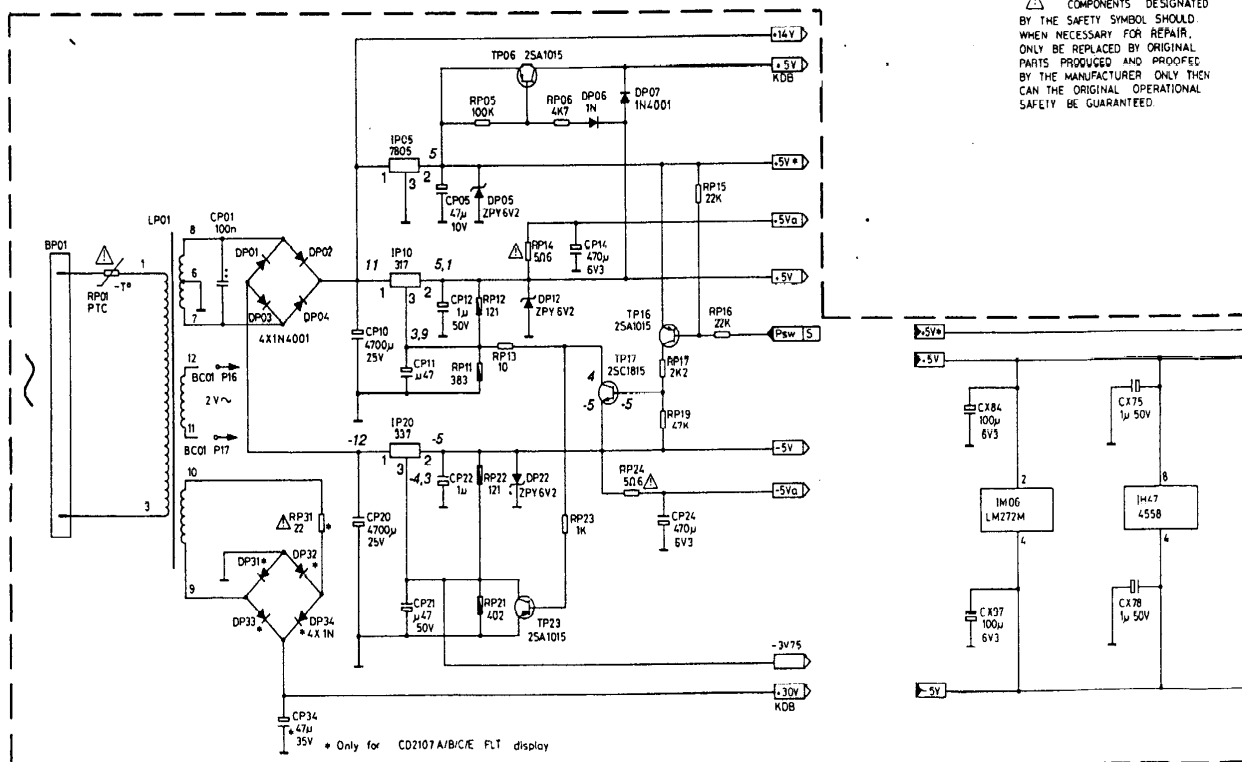 ⚠ COMPONENTS DESIGNATED
BY THE SAFETY SYMBOL SHOULD
WHEN NECESSARY FOR REPAIR,
ONLY BE REPLACED BY ORIGINAL
PARTS PRODUCED AND PROOFED
BY THE MANUFACTURER ONLY THEN
CAN THE ORIGINAL OPERATIONAL
SAFETY BE GUARANTEED.
+14V
TP06 2SA1015
+5V
KDB
RP05
100K
RP06
4K7
DP06
1N
DP07
1N4001
IP05
7805
5
1
3
2
+5V*
CP05
47µ
10V
DP05
ZPY6V2
RP15
22K
+5Va
LP01
CP01
100n
8
6
7
BP01
RP01
PTC
-T°
1
3
DP01
DP02
DP03
DP04
4X1N4001
11
IP10
317
5,1
1
3
2
RP14
5Ω6
CP14
470µ
6V3
+5V
CP12
1µ
50V
RP12
121
DP12
ZPY 6V2
CP10
4700µ
25V
3,9
CP11
µ47
RP11
383
RP13
10
TP16
2SA1015
RP16
22K
Psw S
TP17
2SC1815
4
-5
-5
RP17
2K2
RP19
47K
12
BC01 P16
2V~
11
BC01 P17
-12
IP20
337
-5
1
3
2
-4,3
-5V
CP22
1µ
RP22
121
DP22
ZPY6V2
RP24
5Ω6
-5Va
CP24
470µ
6V3
CP20
4700µ
25V
RP23
1K
10
9
RP31
22 *
DP31*
DP32
*
DP33
*
DP34
*4X1N
CP21
µ47
50V
RP21
402
TP23
2SA1015
-3V75
+30V
KDB
CP34
47µ
*
35V
* Only for CD2107A/B/C/E FLT display
+5V*
+5V
CX84
100µ
6V3
CX75
1µ 50V
2
IM06
LM272M
4
8
IH47
4558
4
CX97
100µ
6V3
CX78
1µ 50V
-5V